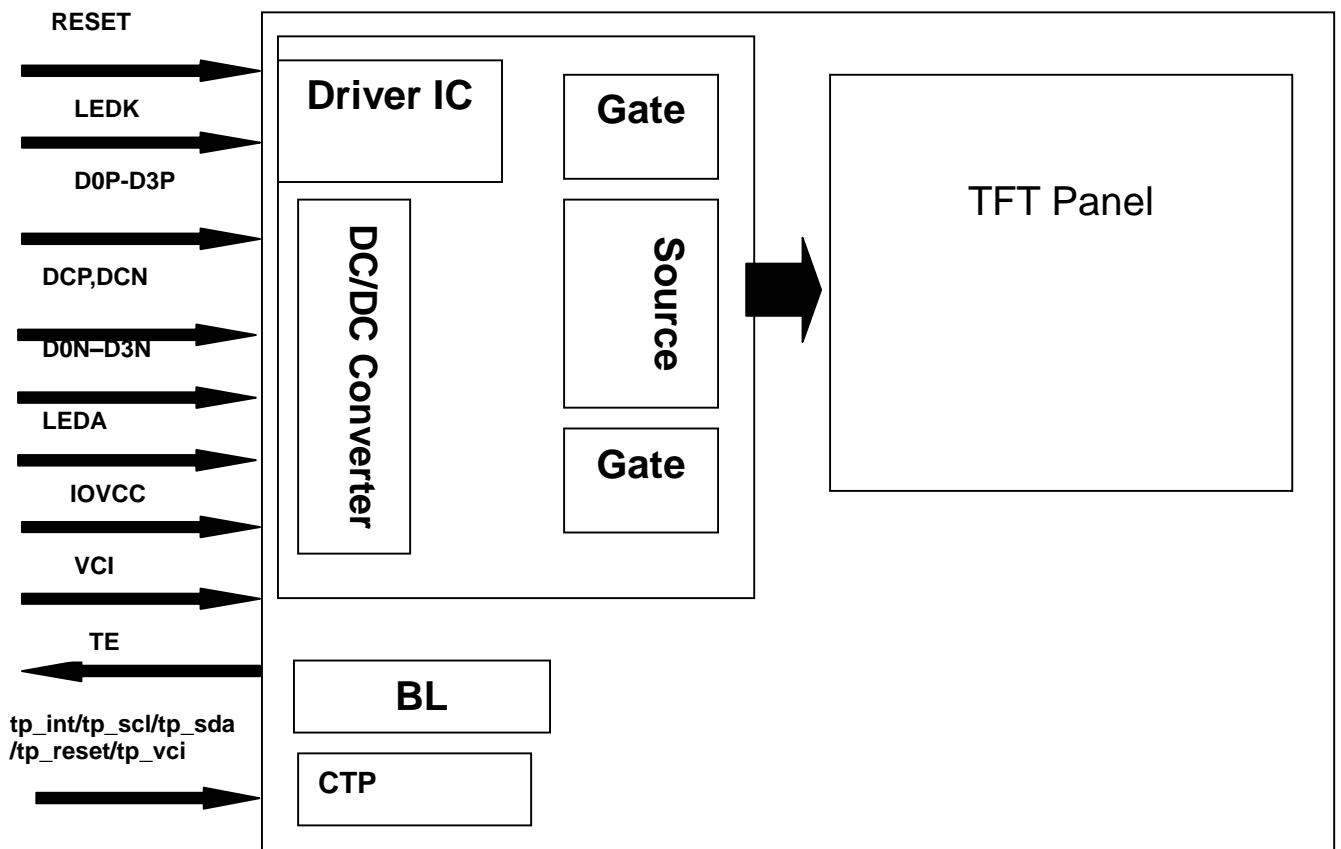 RESET
LEDK
D0P-D3P
DCP,DCN
D0N–D3N
LEDA
IOVCC
VCI
TE
tp_int/tp_scl/tp_sda
/tp_reset/tp_vci
Driver IC
DC/DC Converter
Gate
Source
Gate
TFT Panel
BL
CTP